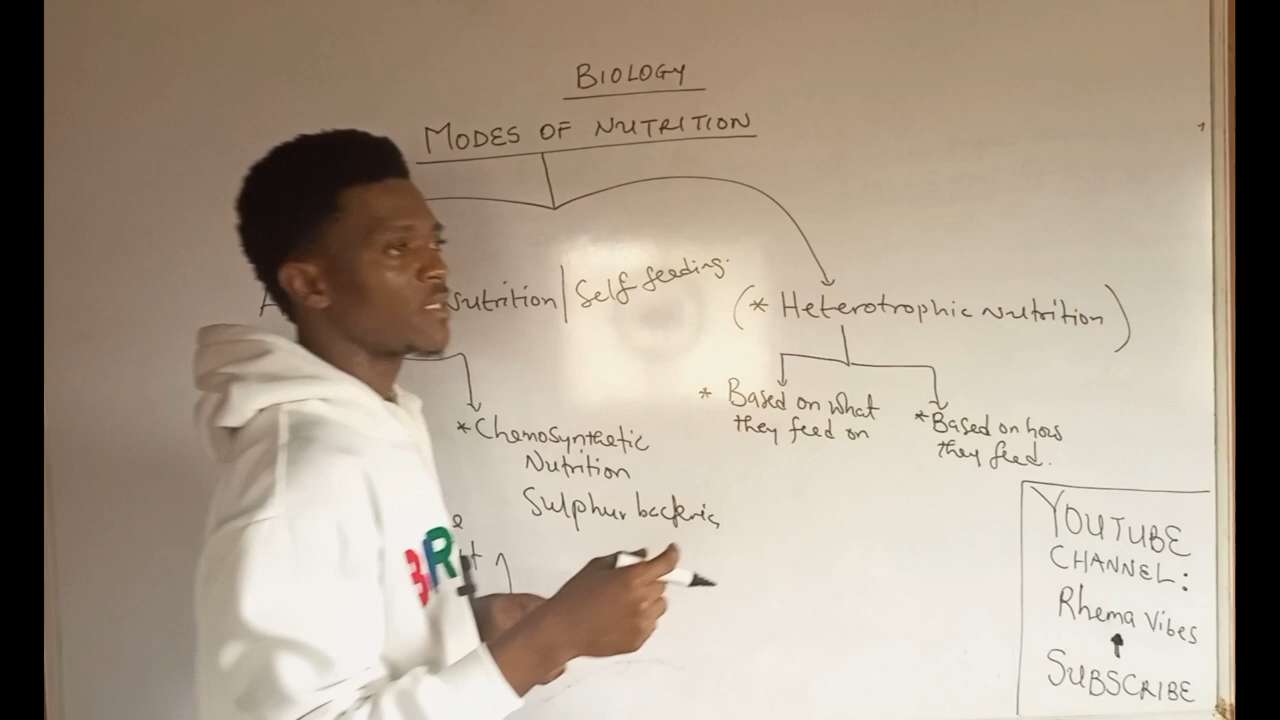 BIOLOGY
MODES OF NUTRITION
Nutrition | Self feeding.
(* Heterotrophic Nutrition)
* Based on what
they feed on
* Based on how
they feed.
* Chemosynthetic
Nutrition
Sulphur bacteria
YOUTUBE
CHANNEL:
Rhema Vibes
SUBSCRIBE